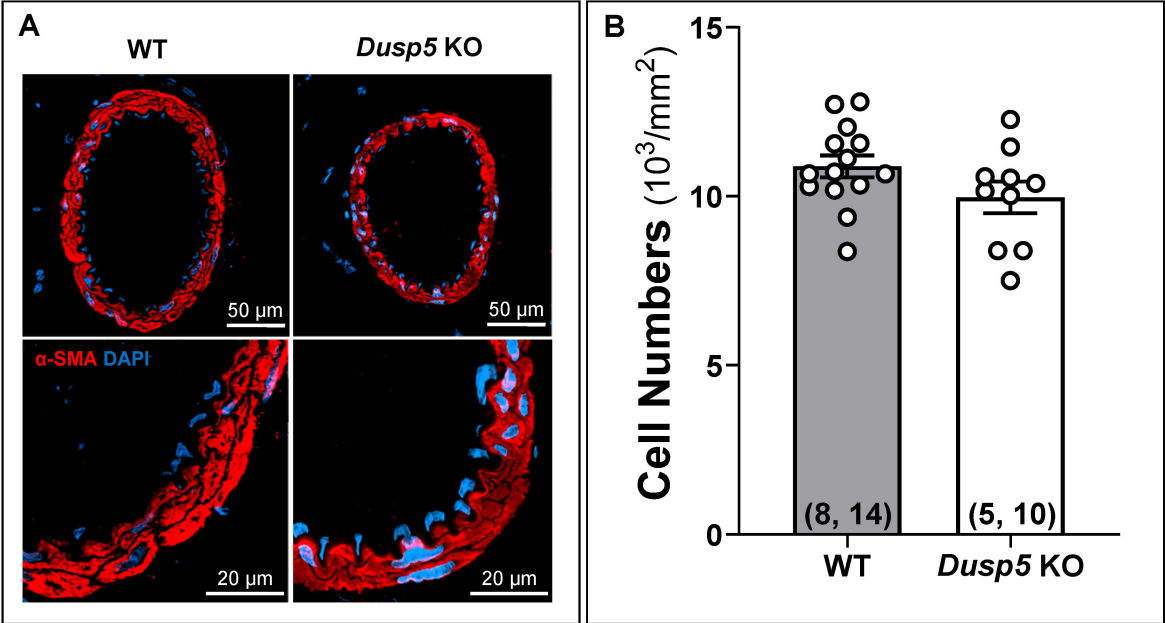 A
WT
Dusp5 KO
50 µm
50 µm
α-SMA DAPI
20 µm
20 µm
B
Cell Numbers (10³/mm²)
15
10
5
0
(8, 14)
(5, 10)
WT
Dusp5 KO